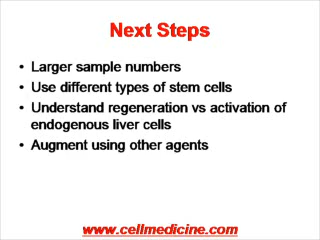 Next Steps
• Larger sample numbers
• Use different types of stem cells
• Understand regeneration vs activation of
endogenous liver cells
• Augment using other agents
www.cellmedicine.com